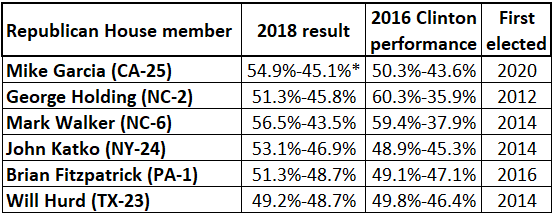 Republican House member 2018 result 2016 Clinton performance First elected
Mike Garcia (CA-25) 54.9%-45.1%* 50.3%-43.6% 2020
George Holding (NC-2) 51.3%-45.8% 60.3%-35.9% 2012
Mark Walker (NC-6) 56.5%-43.5% 59.4%-37.9% 2014
John Katko (NY-24) 53.1%-46.9% 48.9%-45.3% 2014
Brian Fitzpatrick (PA-1) 51.3%-48.7% 49.1%-47.1% 2016
Will Hurd (TX-23) 49.2%-48.7% 49.8%-46.4% 2014